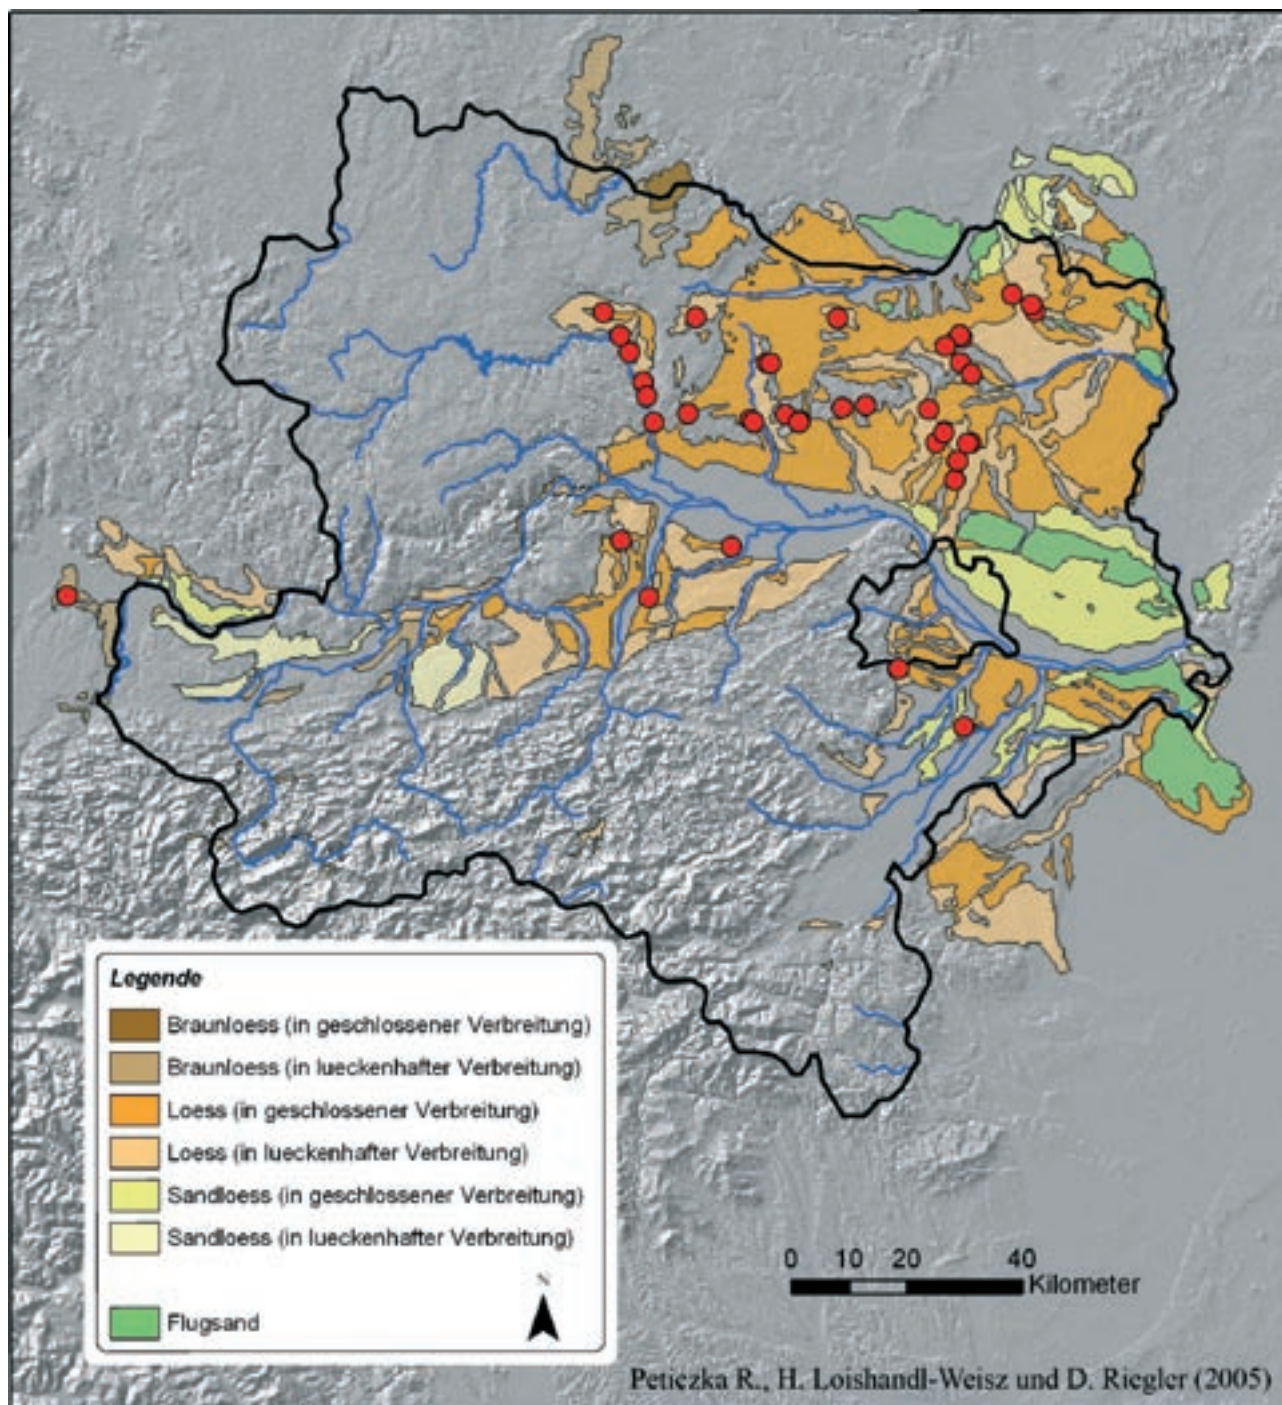 Legende
Braunloess (in geschlossener Verbreitung)
Braunloess (in lueckenhafter Verbreitung)
Loess (in geschlossener Verbreitung)
Loess (in lueckenhafter Verbreitung)
Sandloess (in geschlossener Verbreitung)
Sandloess (in lueckenhafter Verbreitung)
Flugsand
N
0 10 20 40
Kilometer
Peticzka R., H. Loishandl-Weisz und D. Riegler (2005)